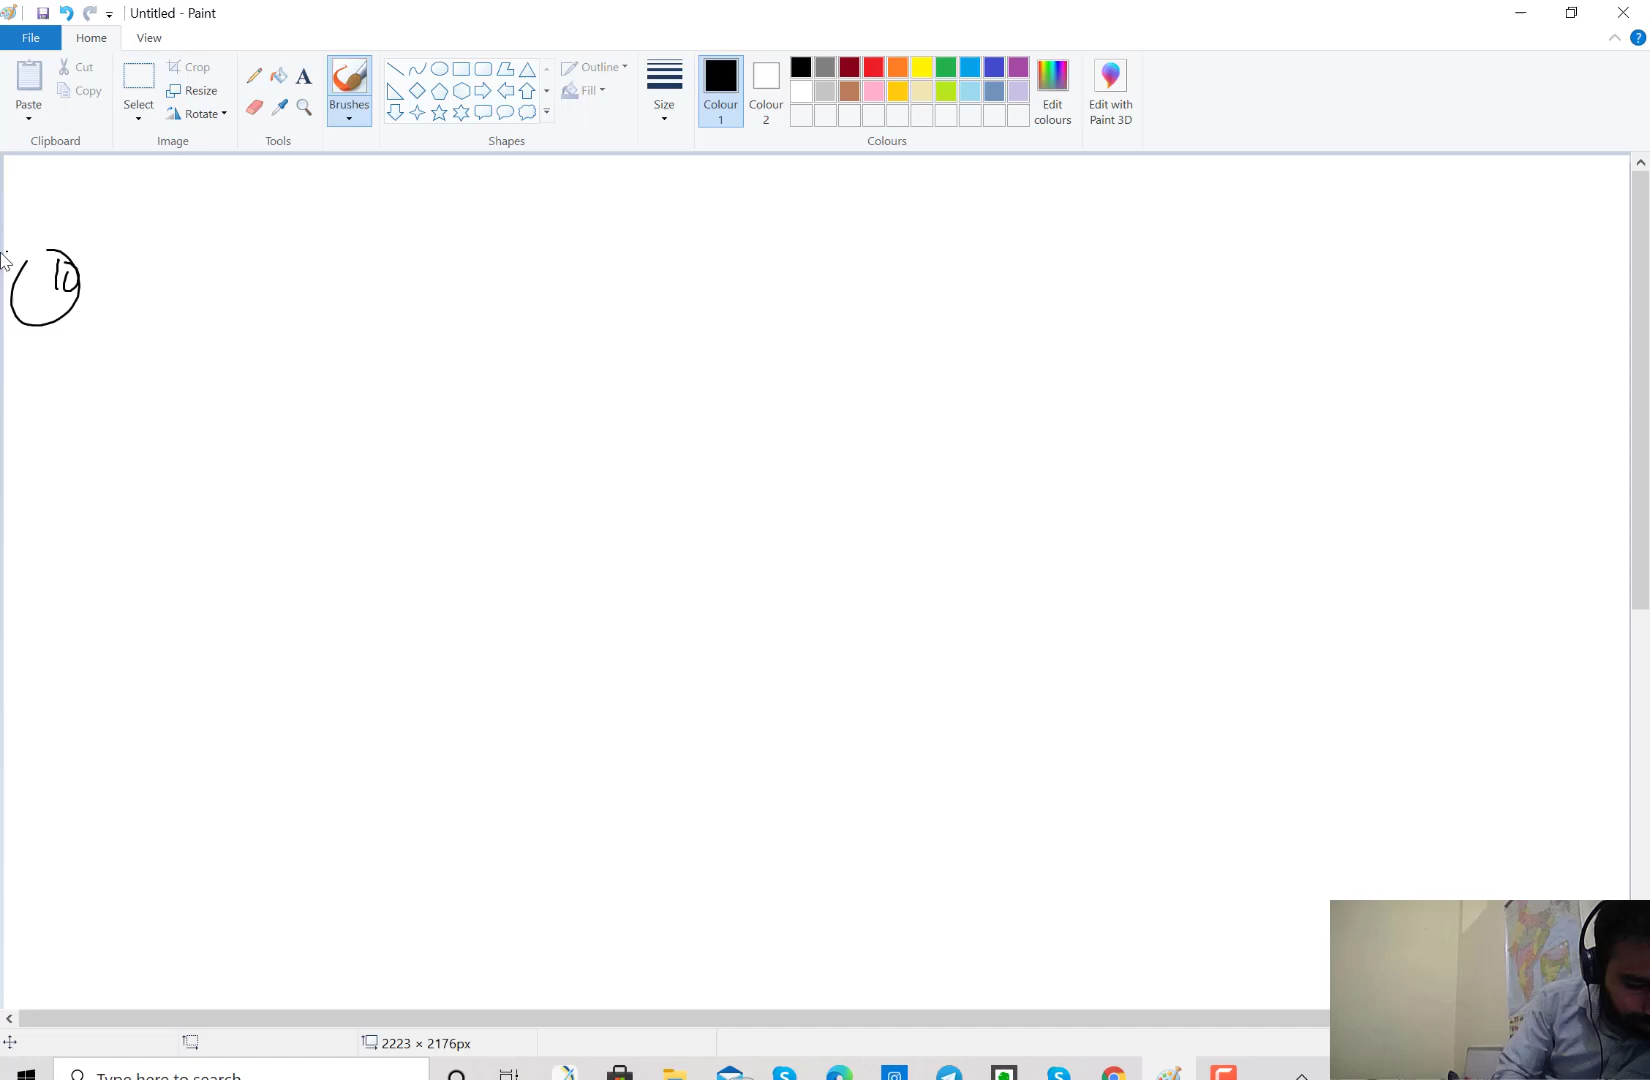 Untitled - Paint
File Home View
Paste
Cut
Copy
Clipboard
Select
Crop
Resize
Rotate
Image
Tools
Brushes
Shapes
Outline
Fill
Size
Colour 1
Colour 2
Edit colours
Colours
Edit with Paint 3D
10
2223 × 2176px
Type here to search